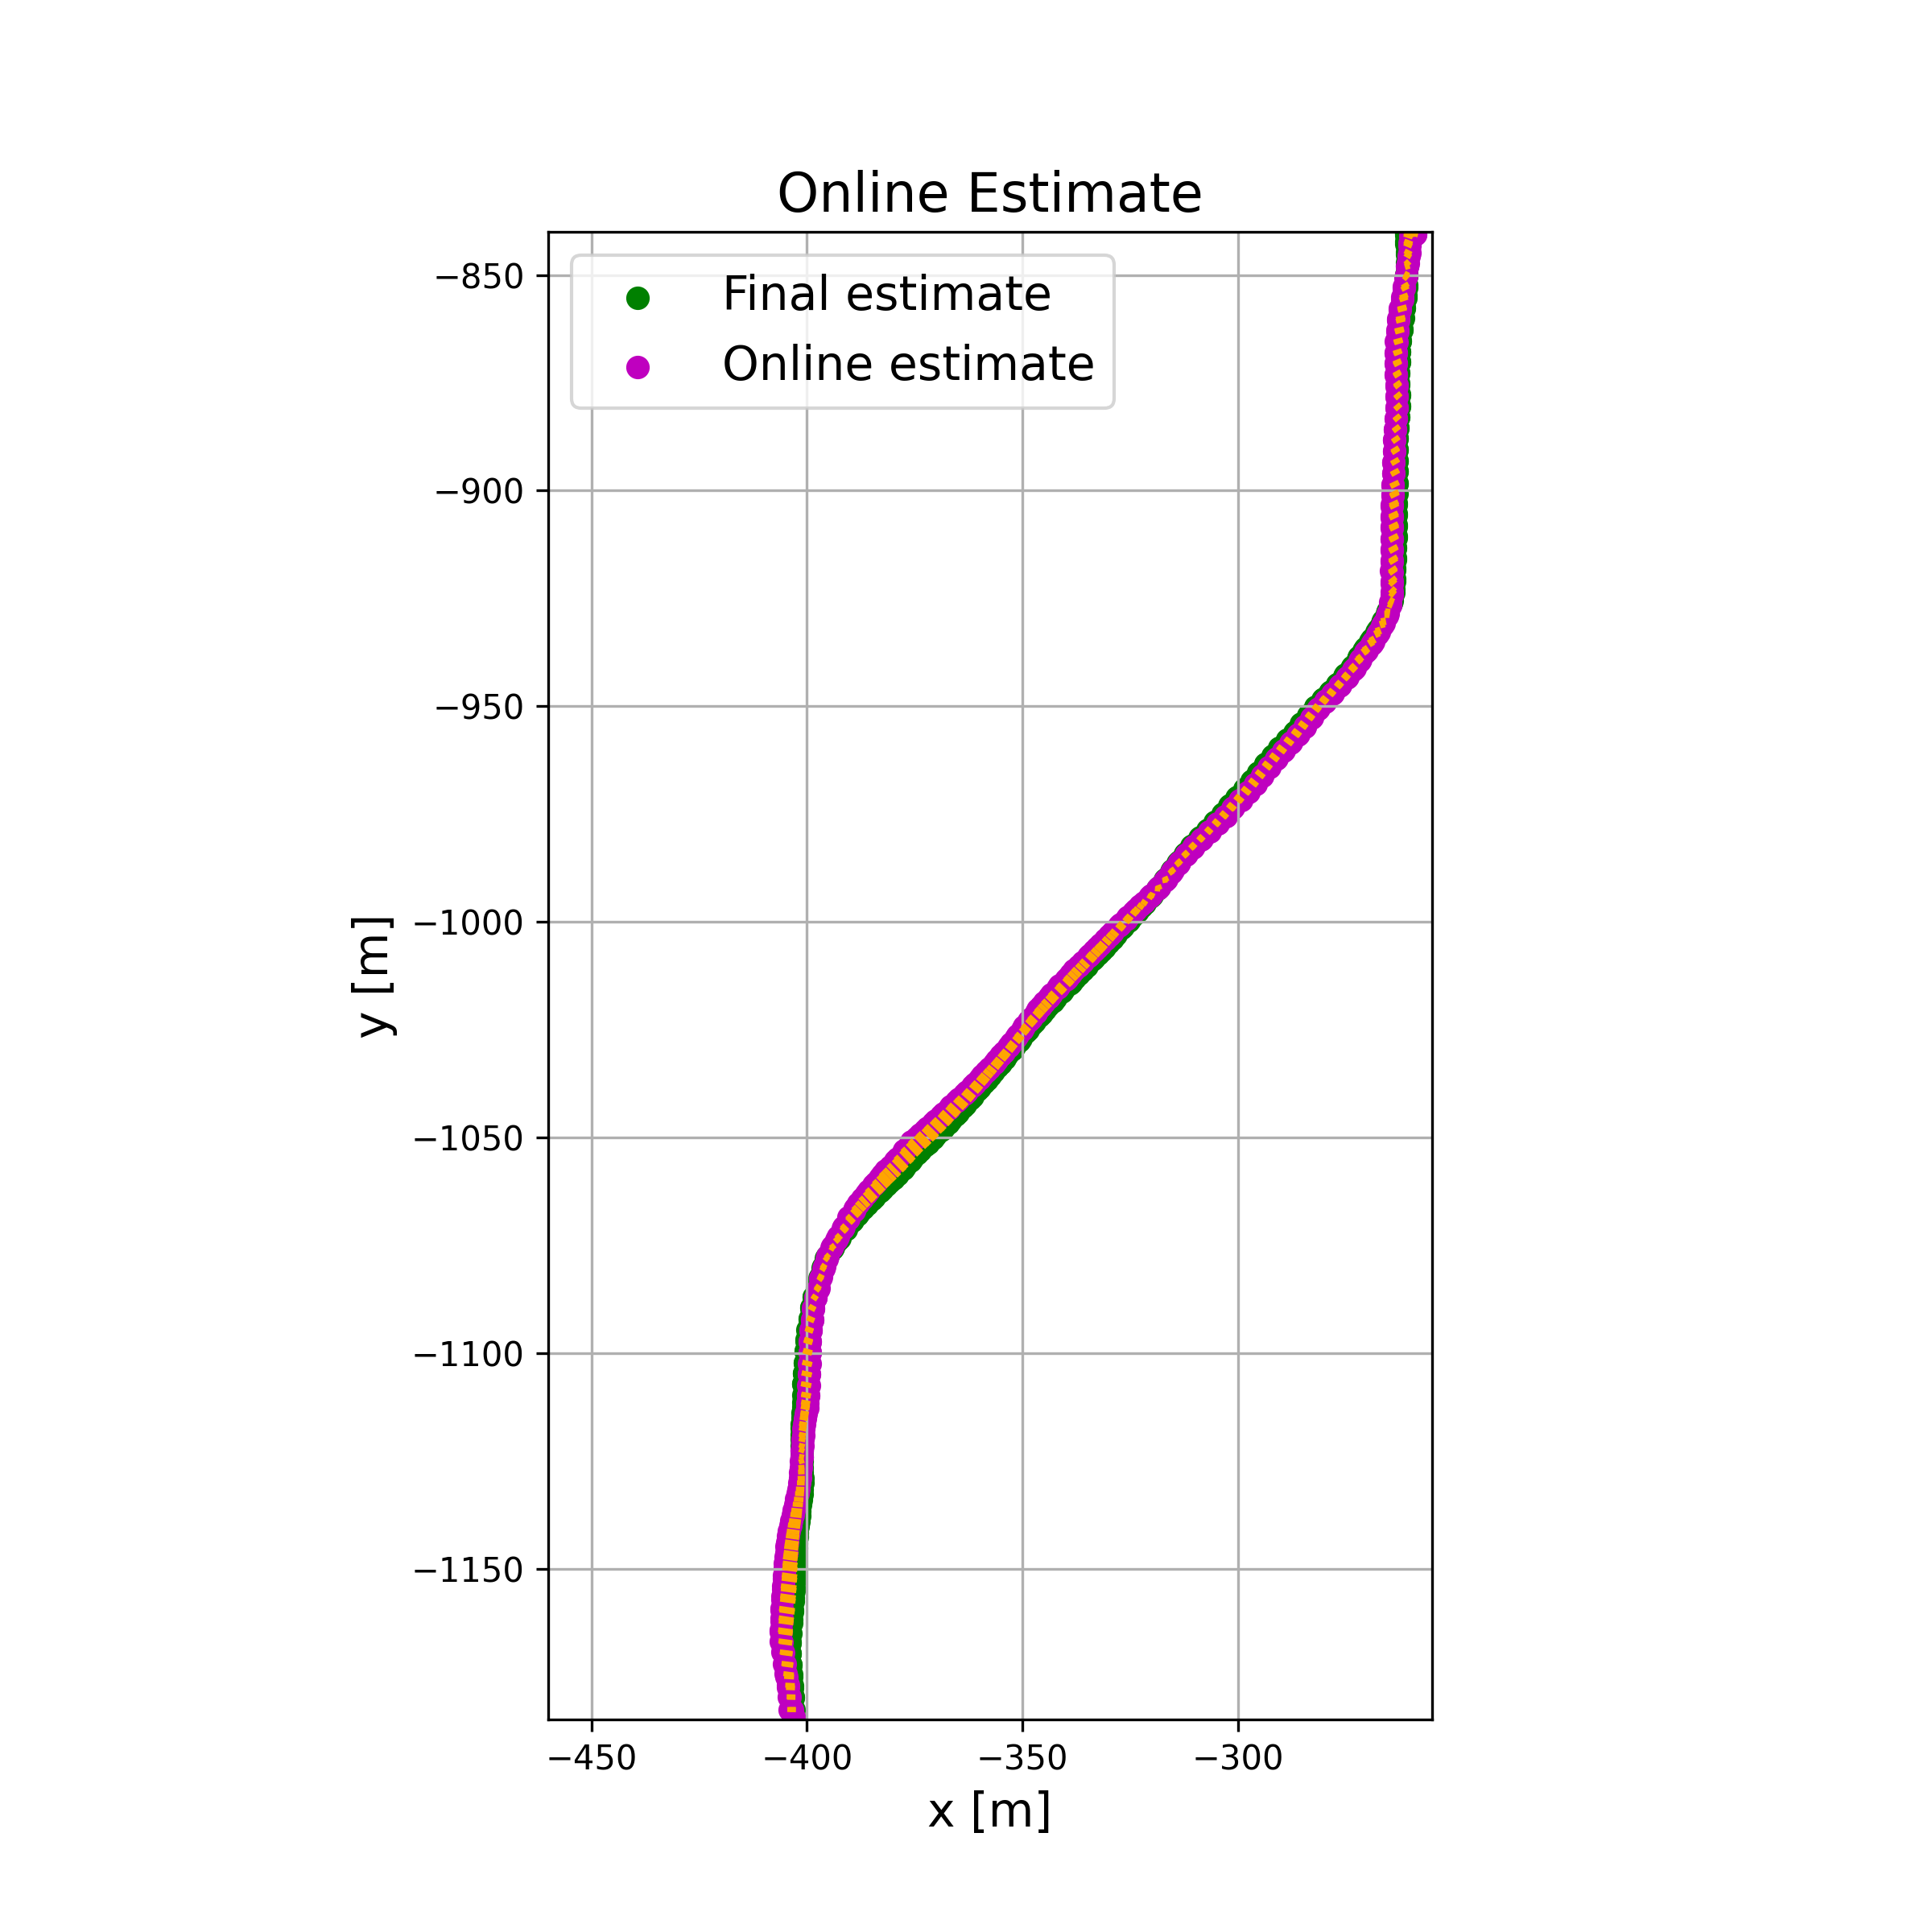 Online Estimate
Final estimate
Online estimate
−850
−900
−950
−1000
−1050
−1100
−1150
y [m]
−450
−400
−350
−300
x [m]